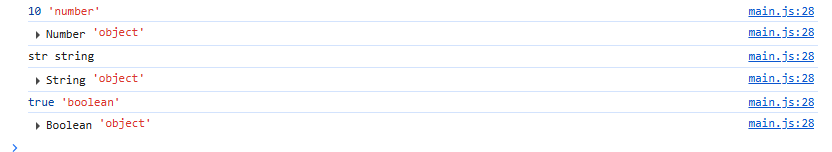 10 'number' main.js:28
Number 'object' main.js:28
str string main.js:28
String 'object' main.js:28
true 'boolean' main.js:28
Boolean 'object' main.js:28